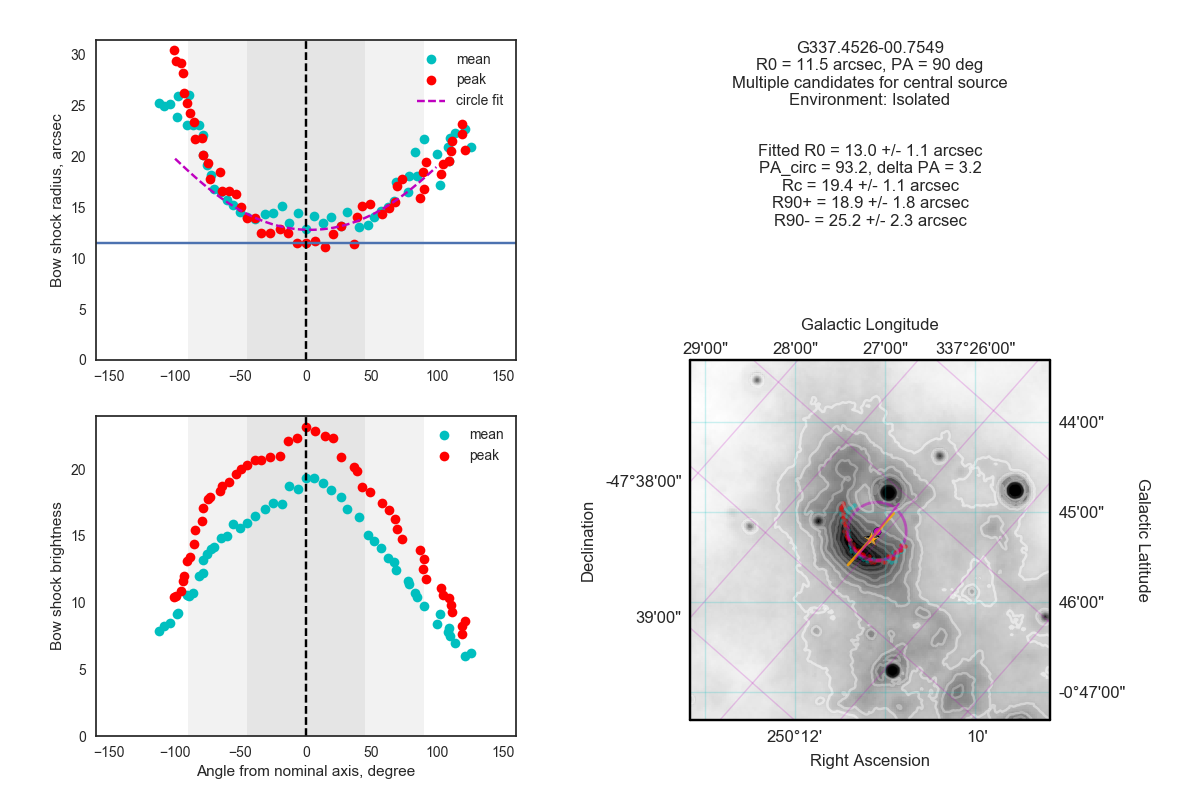 30
25
20
15
10
5
0
Bow shock radius, arcsec
mean
peak
circle fit
−150
−100
−50
0
50
100
150
20
15
10
5
0
Bow shock brightness
mean
peak
−150
−100
−50
0
50
100
150
Angle from nominal axis, degree
G337.4526-00.7549
R0 = 11.5 arcsec, PA = 90 deg
Multiple candidates for central source
Environment: Isolated
Fitted R0 = 13.0 +/- 1.1 arcsec
PA_circ = 93.2, delta PA = 3.2
Rc = 19.4 +/- 1.1 arcsec
R90+ = 18.9 +/- 1.8 arcsec
R90- = 25.2 +/- 2.3 arcsec
Galactic Longitude
29'00" 28'00" 27'00" 337°26'00"
44'00"
45'00"
46'00"
-0°47'00"
Galactic Latitude
-47°38'00"
39'00"
Declination
250°12' 10'
Right Ascension